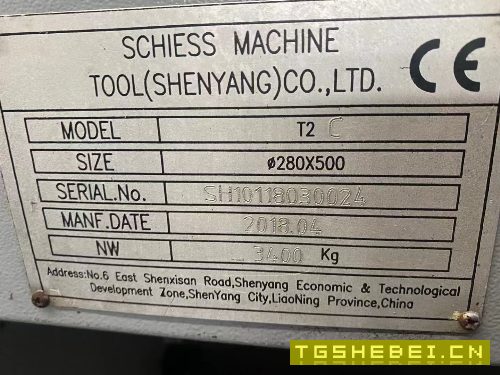 SCHIESS MACHINE
TOOL(SHENYANG)CO.,LTD.
CE
MODEL T2 C
SIZE ø280X500
SERIAL.No. SH10118030024
MANF.DATE 2018.04
NW 3400 Kg
Address:No.6 East Shenxisan Road,Shenyang Economic & Technological
Development Zone,ShenYang City,LiaoNing Province,China
TGSHEBEI.CN